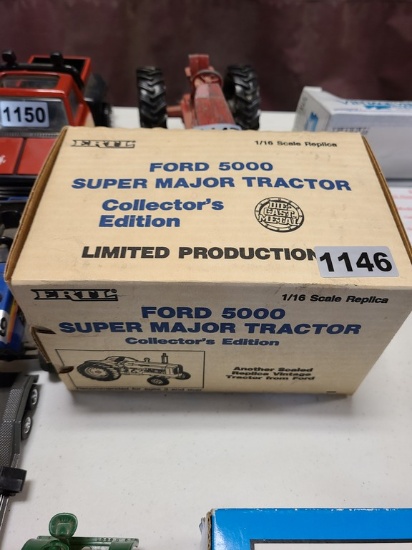 1150
ERTL
1/16 Scale Replica
FORD 5000
SUPER MAJOR TRACTOR
Collector's
Edition
DIE
CAST
METAL
LIMITED PRODUCTION
1146
ERTL
1/16 Scale Replica
FORD 5000
SUPER MAJOR TRACTOR
Collector's Edition
Another Scaled
Replica Vintage
Tractor from Ford
ERTL